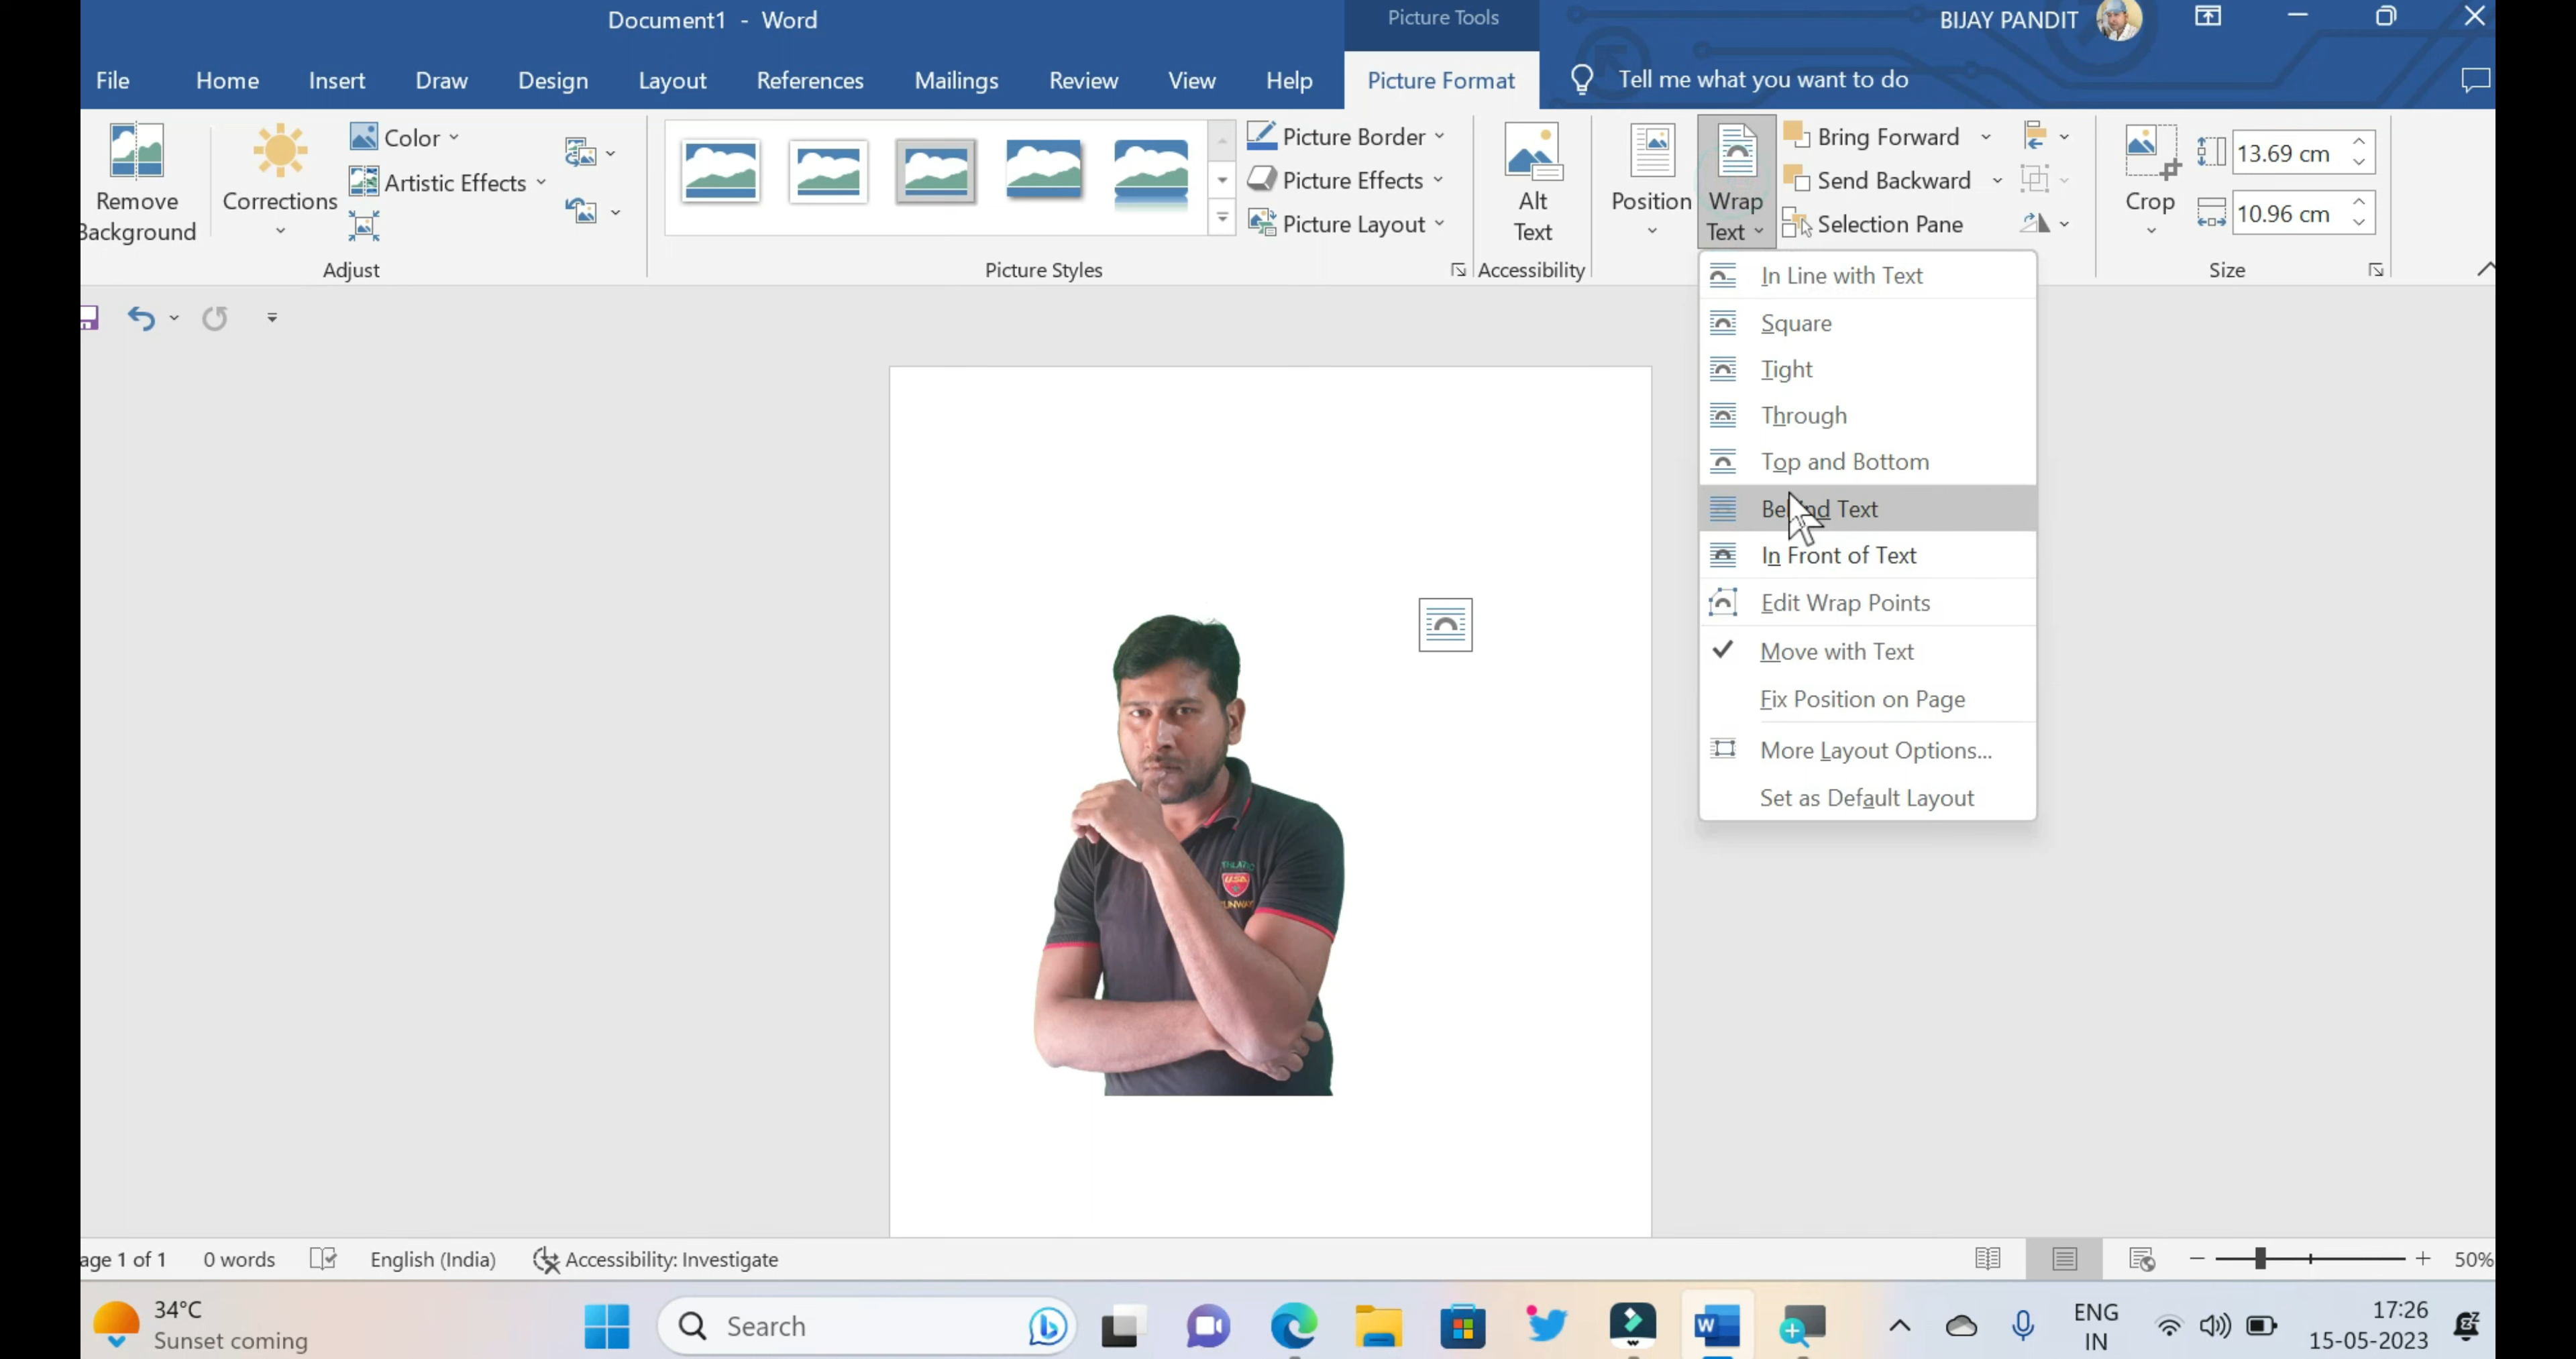 Document1 - Word
Picture Tools
BIJAY PANDIT
File Home Insert Draw Design Layout References Mailings Review View Help Picture Format Tell me what you want to do
Remove
Background
Corrections
Color
Artistic Effects
Adjust
Picture Border
Picture Effects
Picture Layout
Picture Styles
Alt
Text
Accessibility
Position
Wrap
Text
Bring Forward
Send Backward
Selection Pane
Crop
13.69 cm
10.96 cm
Size
In Line with Text
Square
Tight
Through
Top and Bottom
Behind Text
In Front of Text
Edit Wrap Points
Move with Text
Fix Position on Page
More Layout Options...
Set as Default Layout
USA
age 1 of 1 0 words English (India) Accessibility: Investigate 50%
34°C
Sunset coming
Search
ENG
IN
17:26
15-05-2023